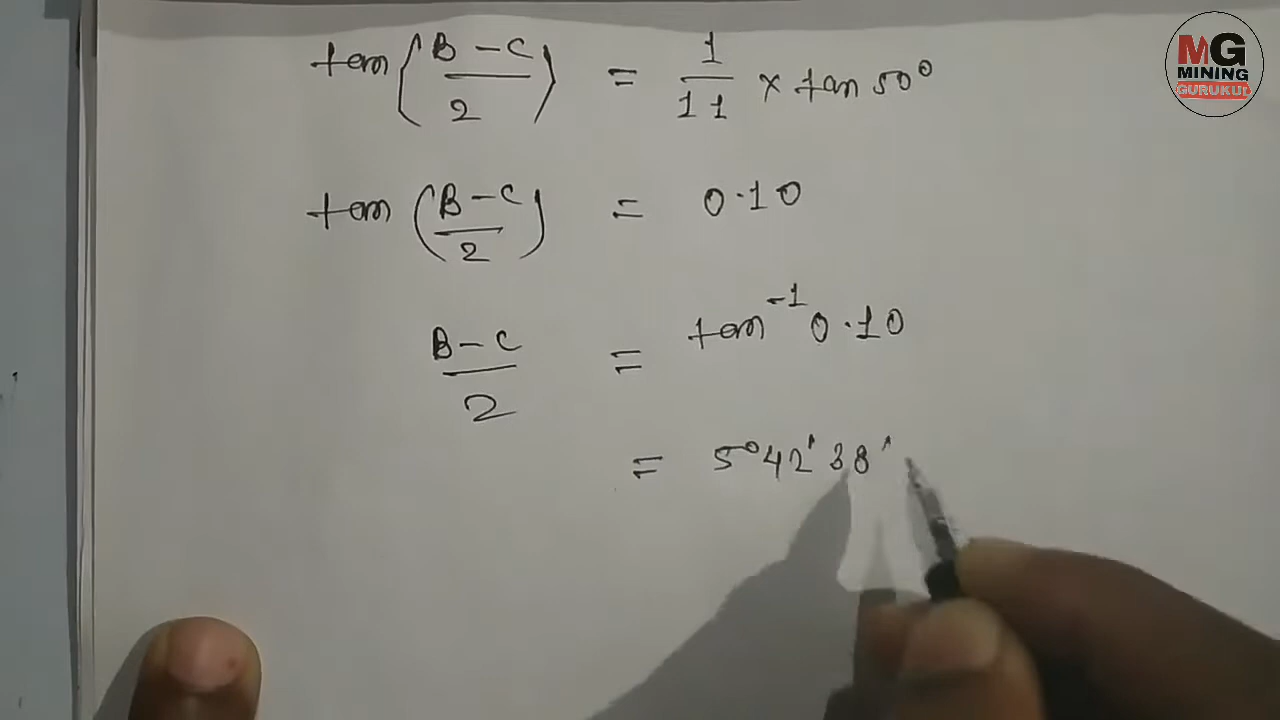 MG
MINING
GURUKUL
tan(B-C/2) = 1/11 × tan 50°
tan(B-C/2) = 0.10
B-C/2 = tan⁻¹ 0.10
= 5°42'38'